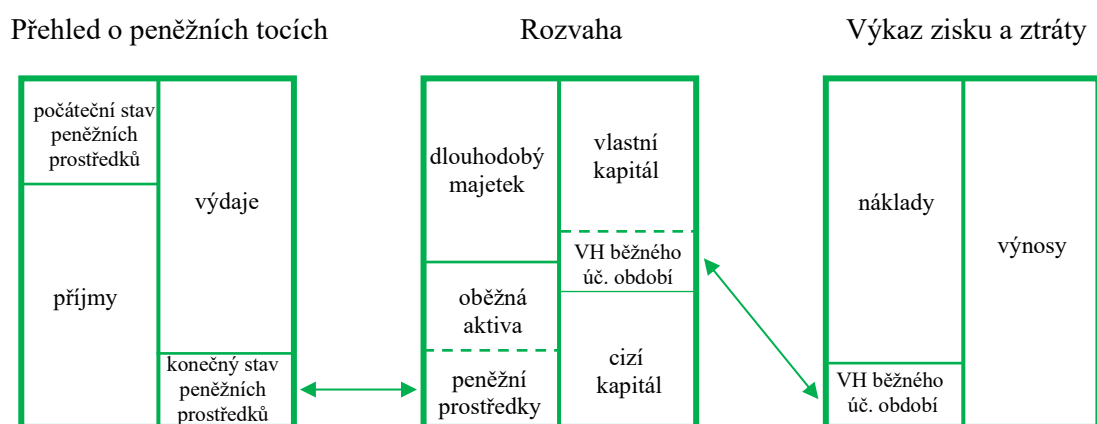 Přehled o peněžních tocích
Rozvaha
Výkaz zisku a ztráty
počáteční stav
peněžních
prostředků
příjmy
výdaje
konečný stav
peněžních
prostředků
dlouhodobý
majetek
oběžná
aktiva
peněžní
prostředky
vlastní
kapitál
VH běžného
úč. období
cizí
kapitál
náklady
VH běžného
úč. období
výnosy